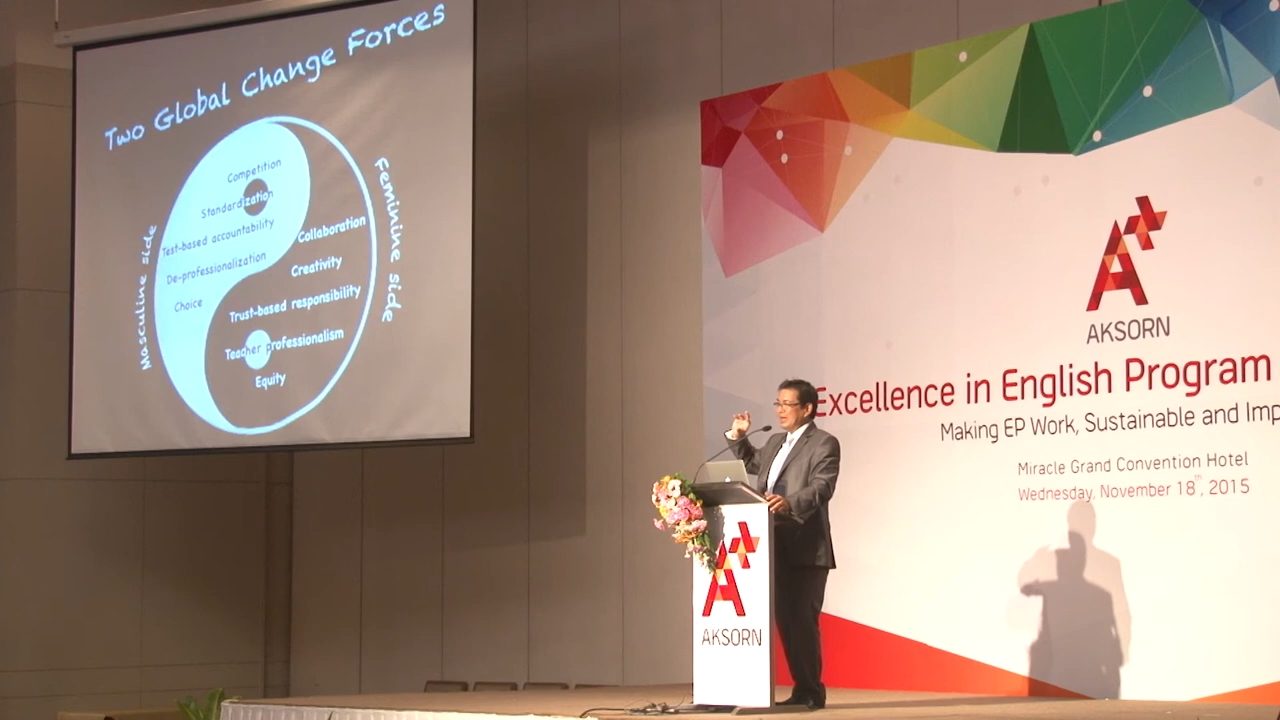 Two Global Change Forces
Masculine side
Competition
Standardization
Test-based accountability
De-professionalization
Choice
Feminine side
Collaboration
Creativity
Trust-based responsibility
Teacher professionalism
Equity
AKSORN
Excellence in English Program
Making EP Work, Sustainable and Imp
Miracle Grand Convention Hotel
Wednesday, November 18th, 2015
AKSORN